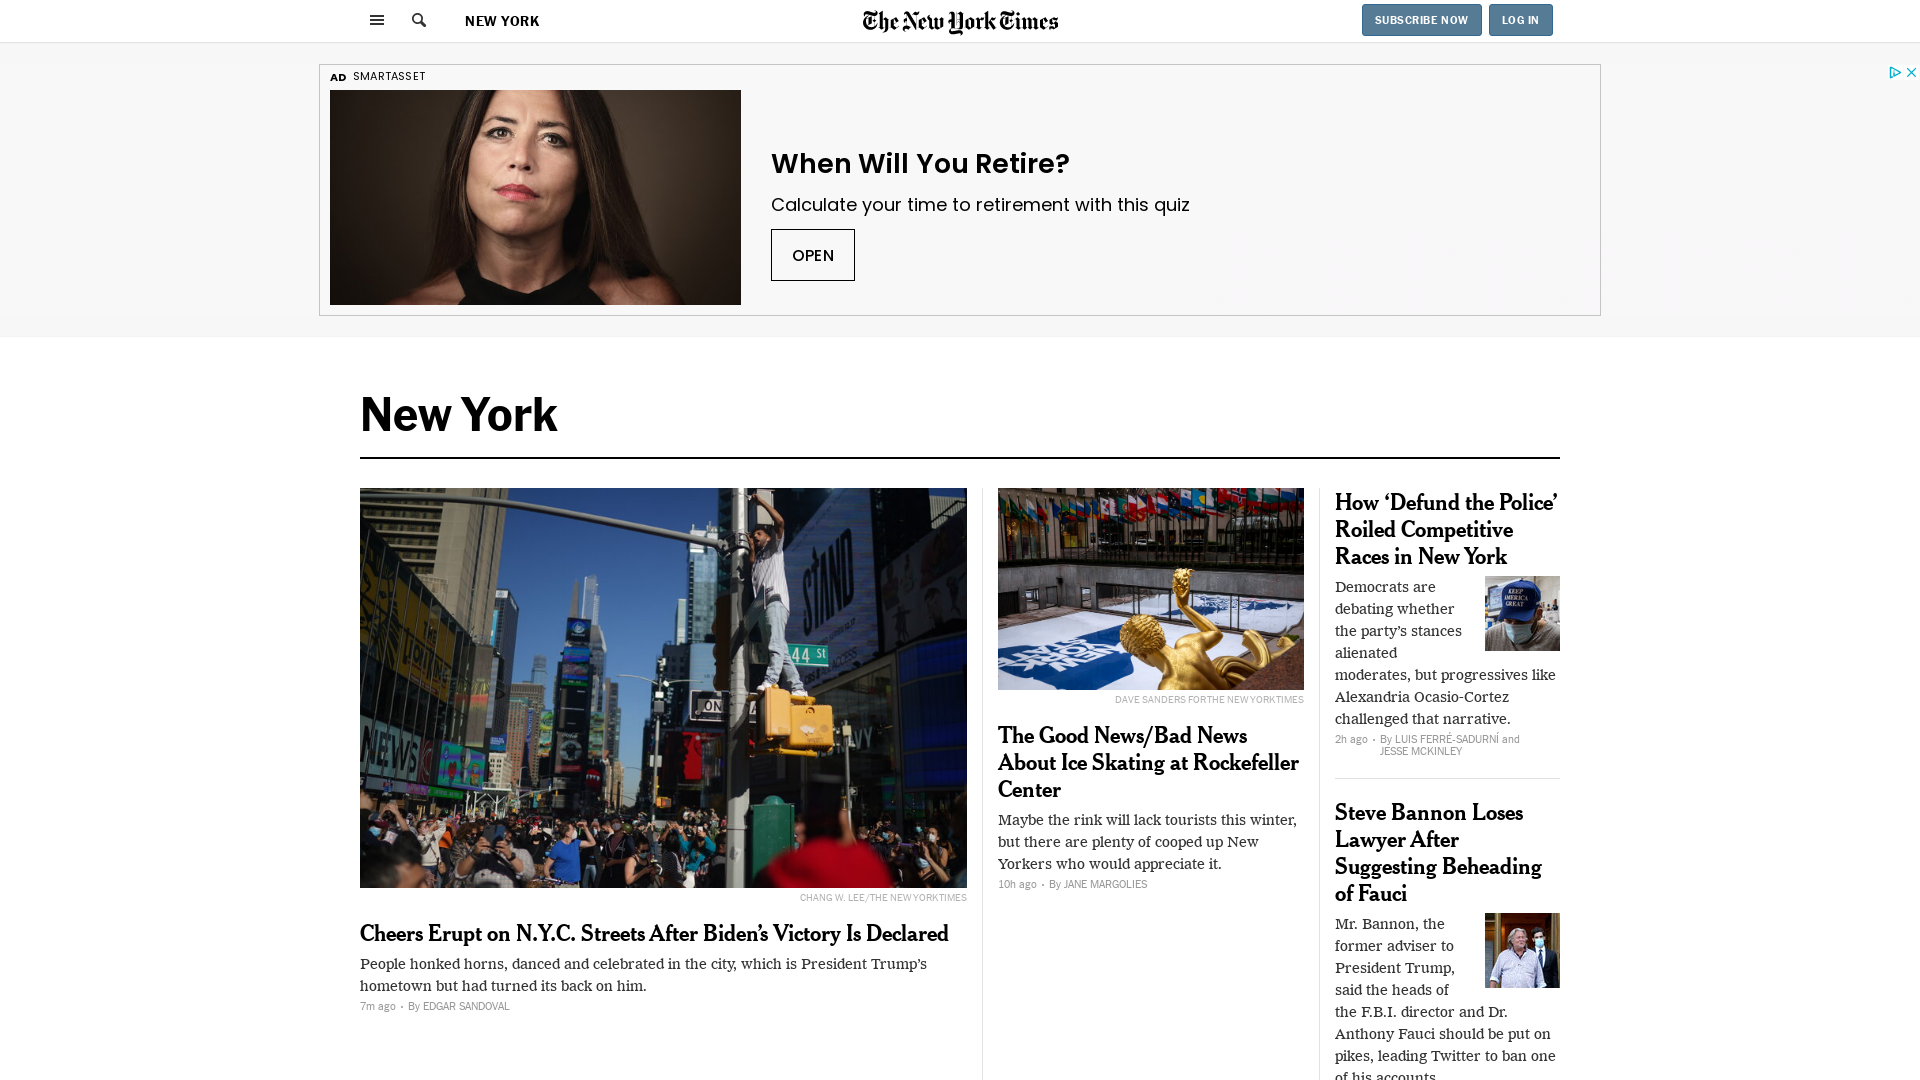 NEW YORK
The New York Times
SUBSCRIBE NOW
LOG IN
AD SMARTASSET
When Will You Retire?
Calculate your time to retirement with this quiz
OPEN
New York
STAND
44 St
NEWS
CHANG W. LEE/THE NEW YORK TIMES
Cheers Erupt on N.Y.C. Streets After Biden’s Victory Is Declared
People honked horns, danced and celebrated in the city, which is President Trump’s
hometown but had turned its back on him.
7m ago · By EDGAR SANDOVAL
DAVE SANDERS FOR THE NEW YORK TIMES
The Good News/Bad News
About Ice Skating at Rockefeller
Center
Maybe the rink will lack tourists this winter,
but there are plenty of cooped up New
Yorkers who would appreciate it.
10h ago · By JANE MARGOLIES
How ‘Defund the Police’
Roiled Competitive
Races in New York
KEEP
AMERICA
GREAT
Democrats are
debating whether
the party’s stances
alienated
moderates, but progressives like
Alexandria Ocasio-Cortez
challenged that narrative.
2h ago · By LUIS FERRÉ-SADURNÍ and
JESSE MCKINLEY
Steve Bannon Loses
Lawyer After
Suggesting Beheading
of Fauci
Mr. Bannon, the
former adviser to
President Trump,
said the heads of
the F.B.I. director and Dr.
Anthony Fauci should be put on
pikes, leading Twitter to ban one
of his accounts.